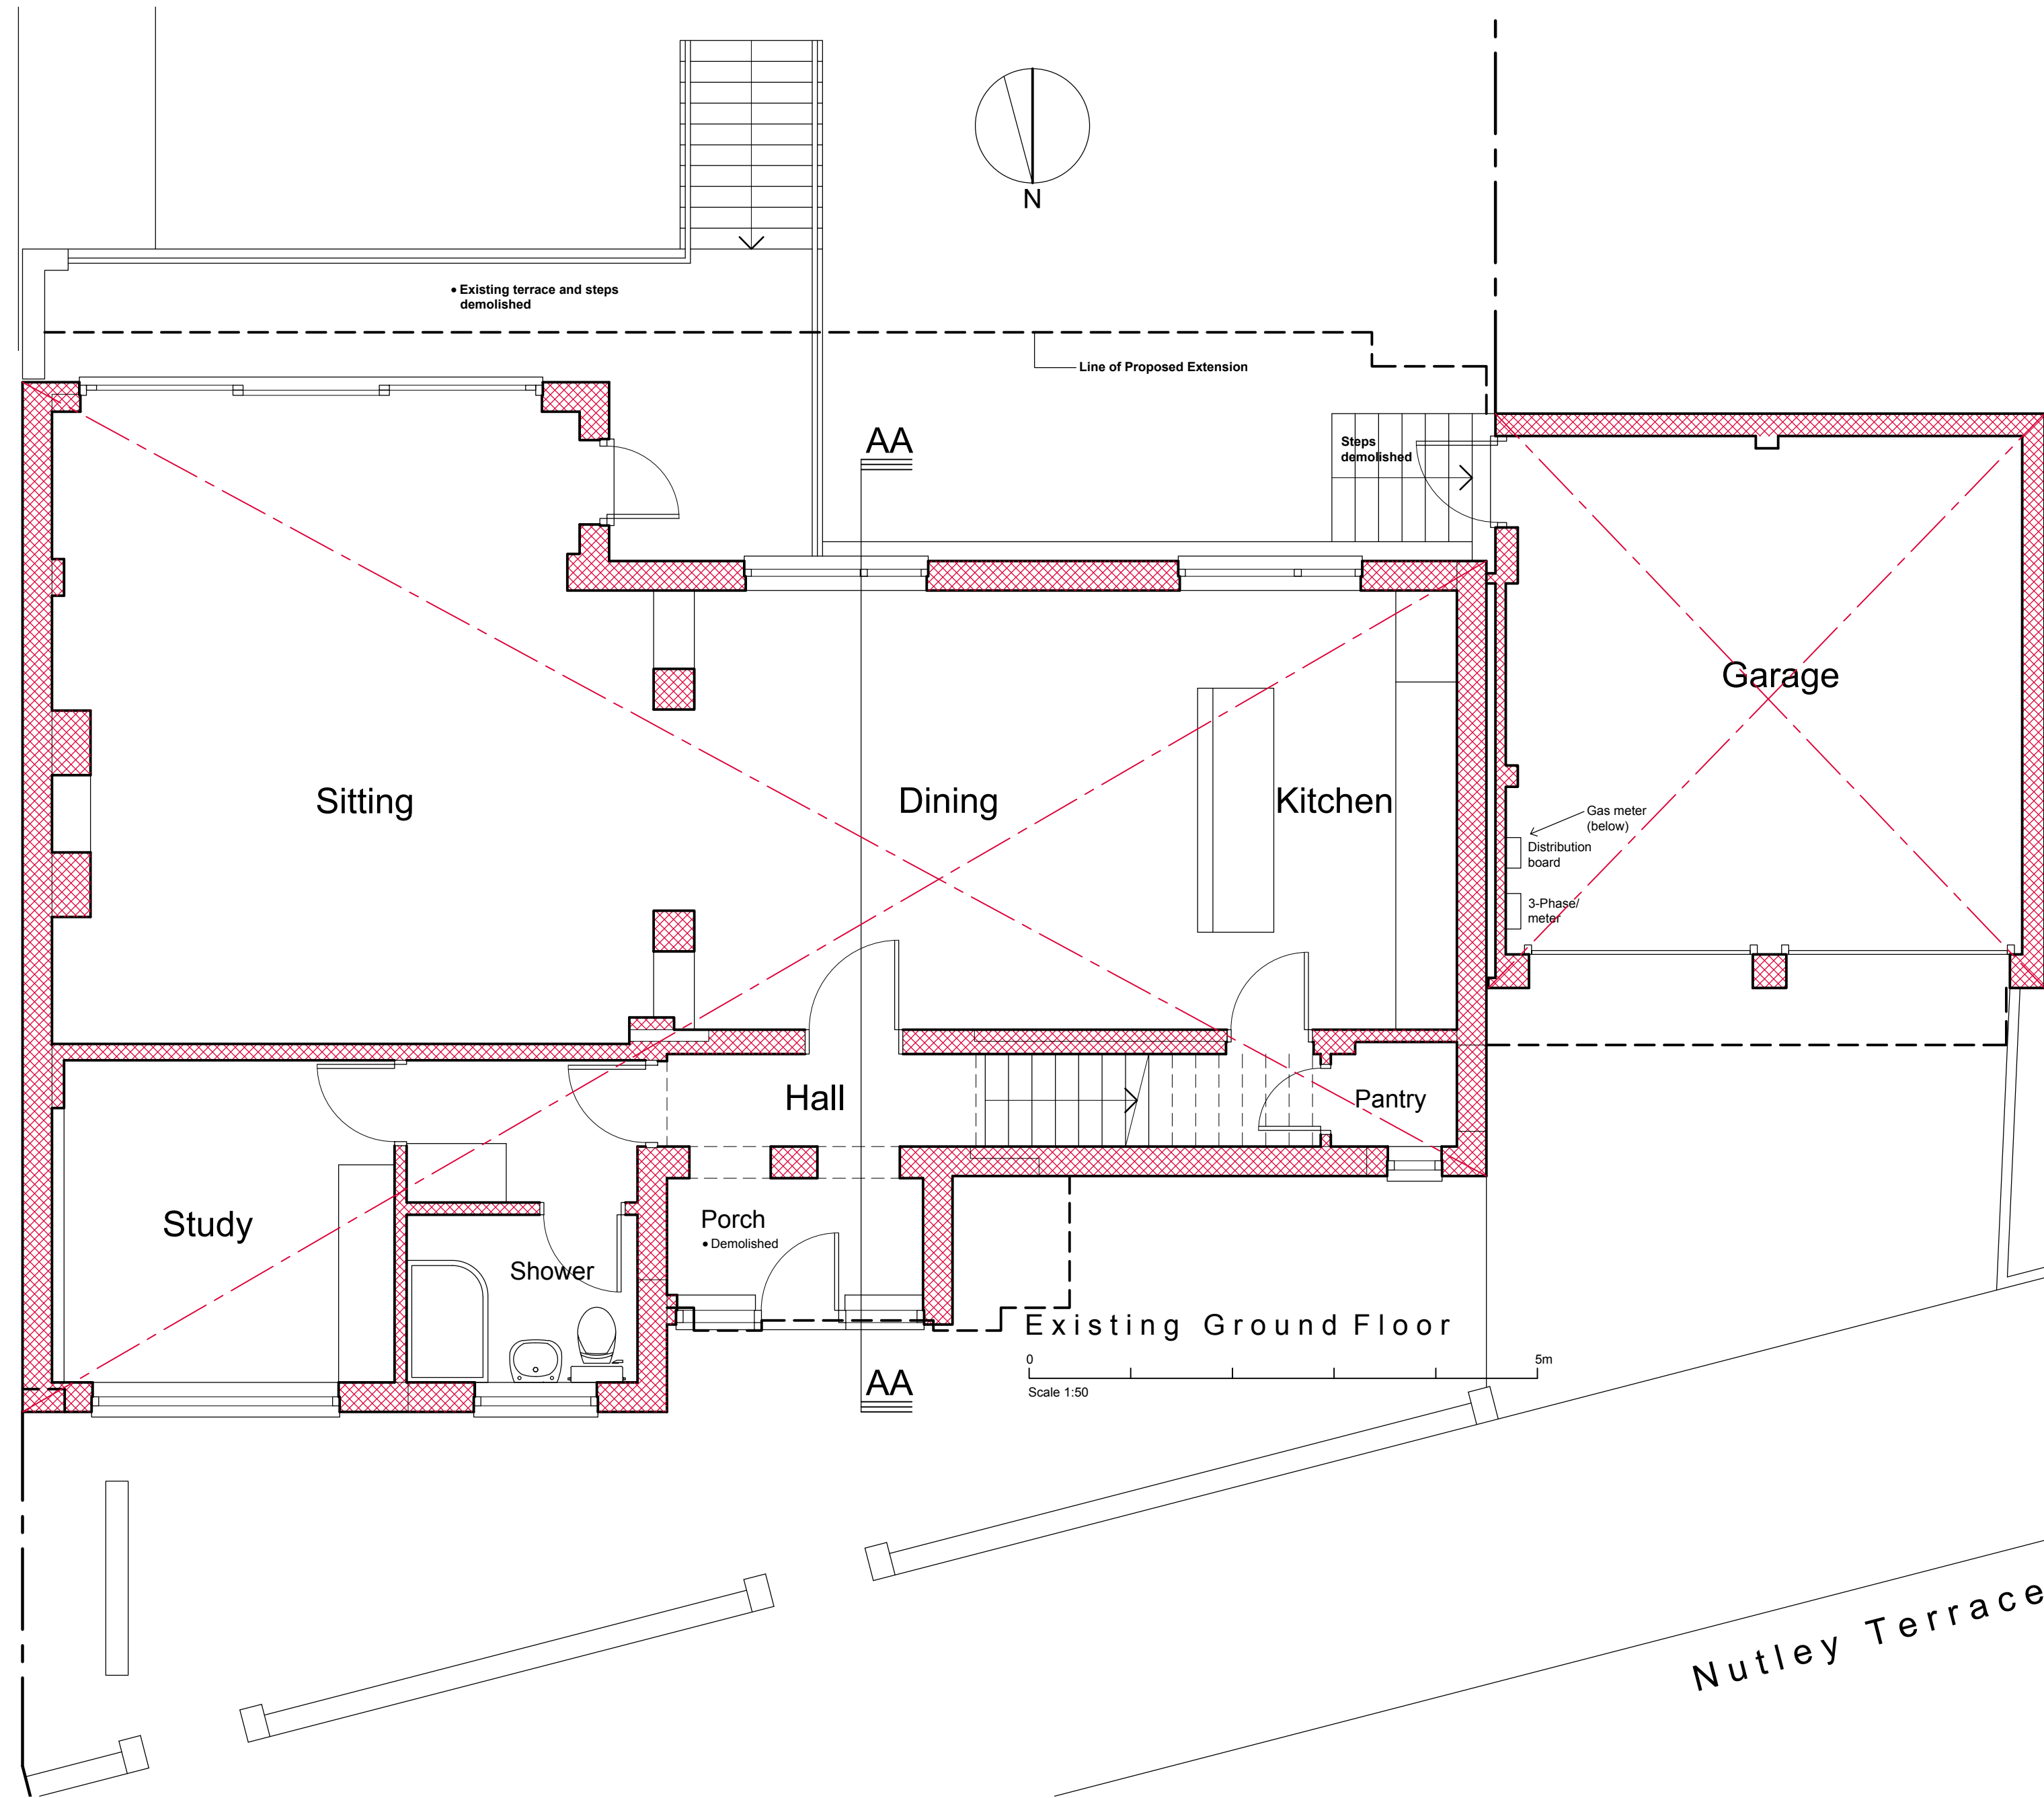 N
• Existing terrace and steps
demolished
Line of Proposed Extension
AA
Steps
demolished
Garage
Sitting
Dining
Kitchen
Gas meter
(below)
Distribution
board
3-Phase/
meter
Hall
Pantry
Study
Porch
• Demolished
Shower
Existing Ground Floor
0
5m
Scale 1:50
AA
Nutley Terrace